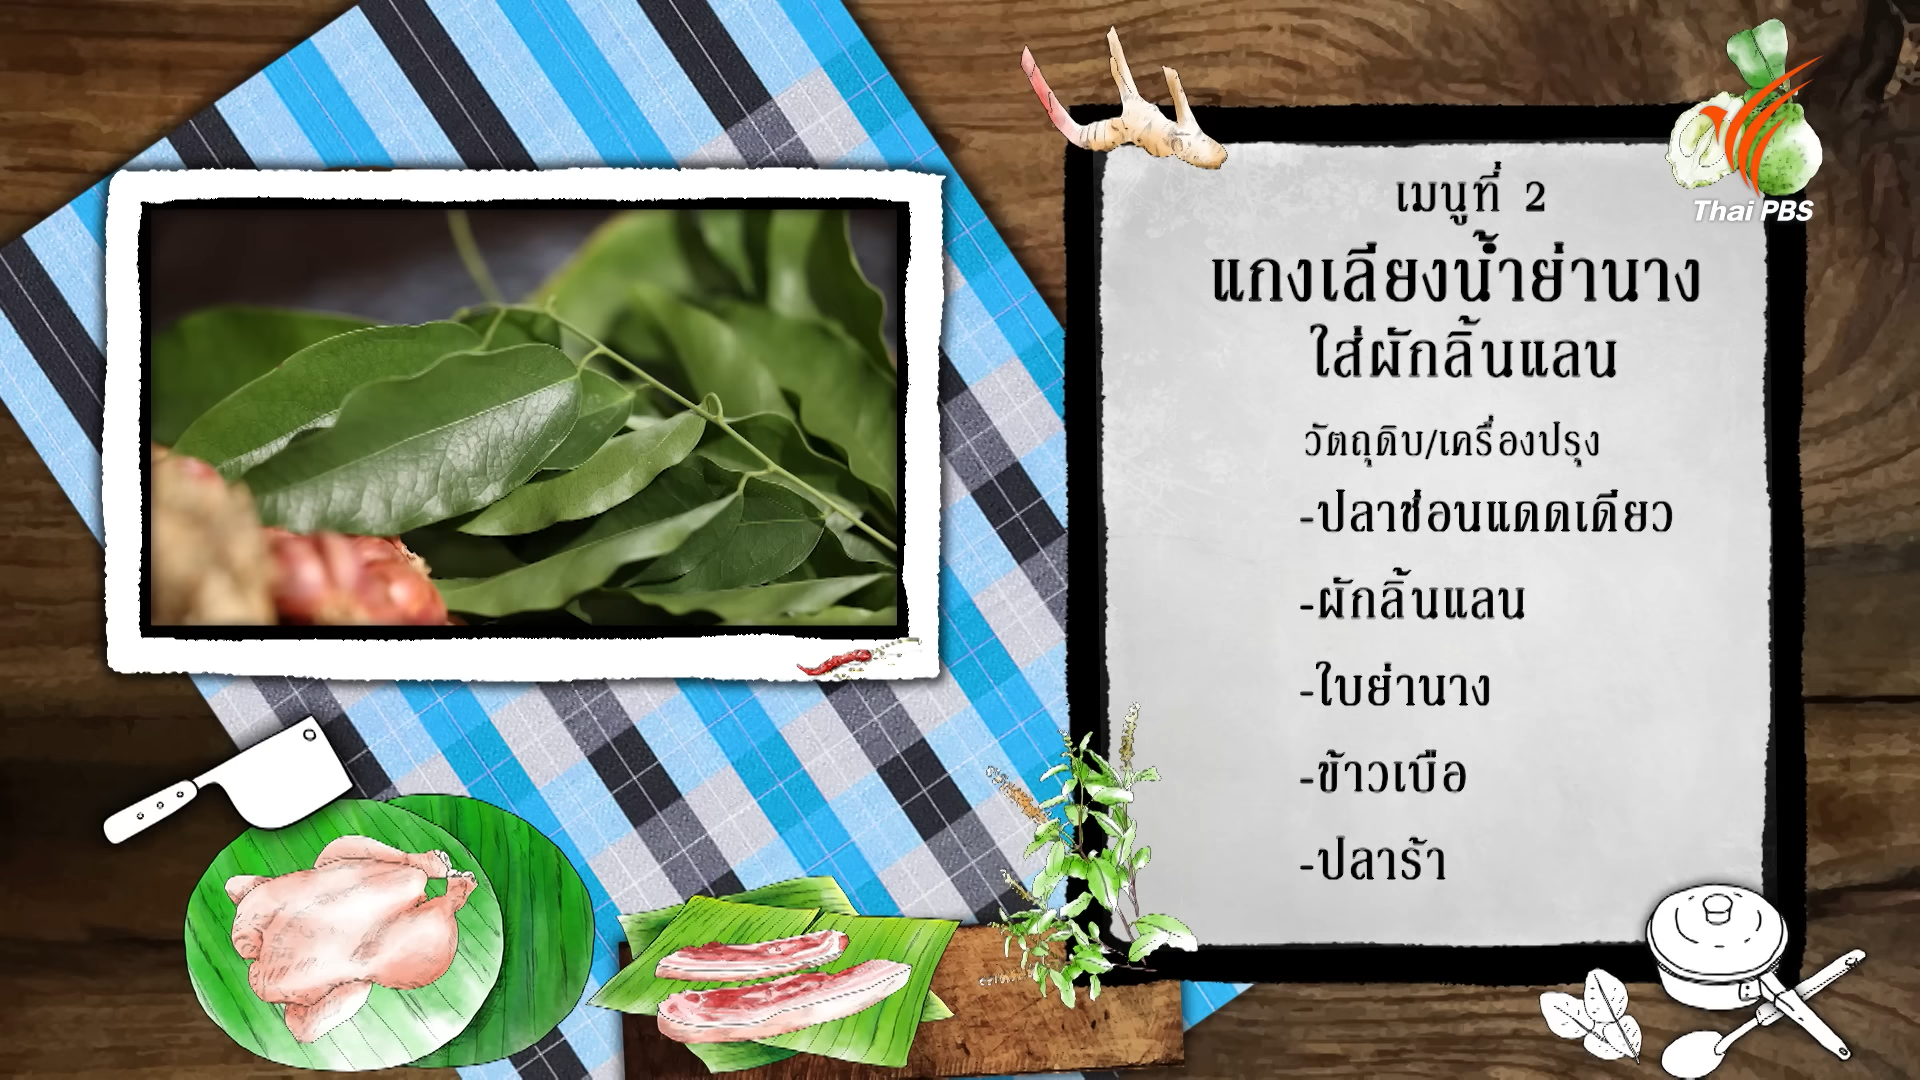 Thai PBS
เมนูที่ 2
แกงเลียงน้ำย่านาง
ใส่ผักลิ้นแลน
วัตถุดิบ/เครื่องปรุง
-ปลาช่อนแดดเดียว
-ผักลิ้นแลน
-ใบย่านาง
-ข้าวเบือ
-ปลาร้า